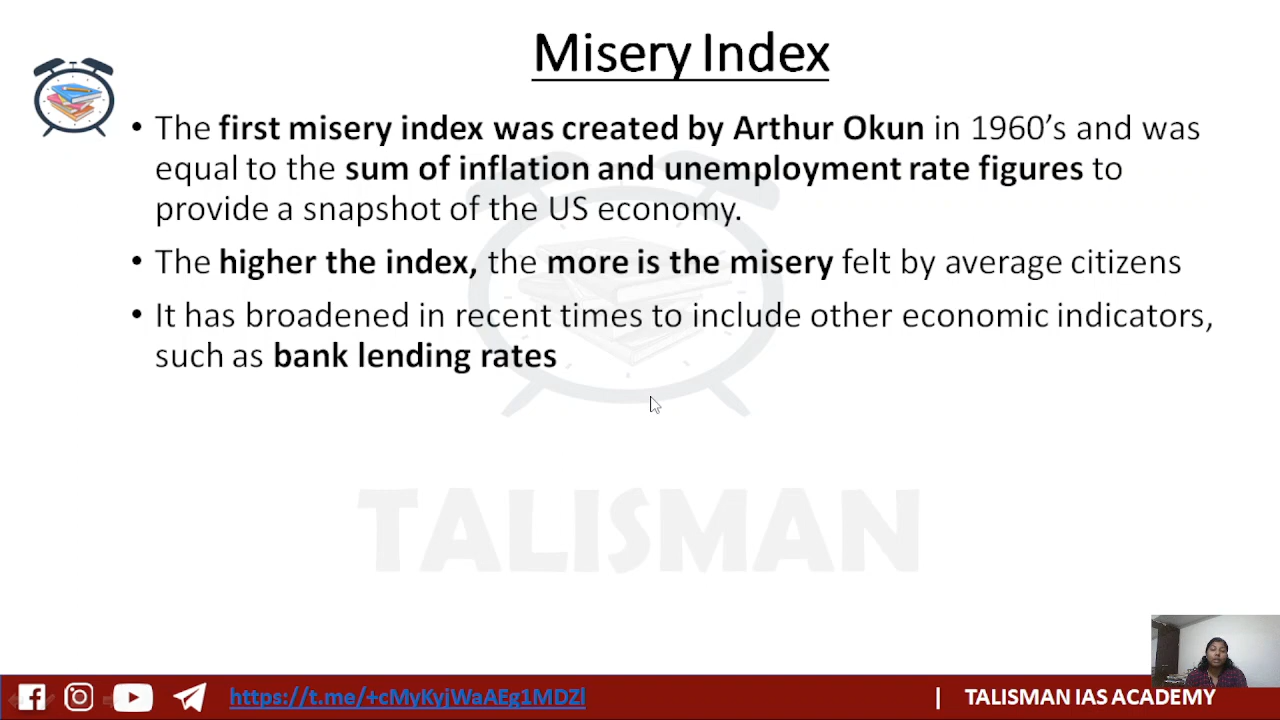 Misery Index
• The first misery index was created by Arthur Okun in 1960’s and was
equal to the sum of inflation and unemployment rate figures to
provide a snapshot of the US economy.
• The higher the index, the more is the misery felt by average citizens
• It has broadened in recent times to include other economic indicators,
such as bank lending rates
TALISMAN
https://t.me/+cMyKyjWaAEg1MDZl
| TALISMAN IAS ACADEMY